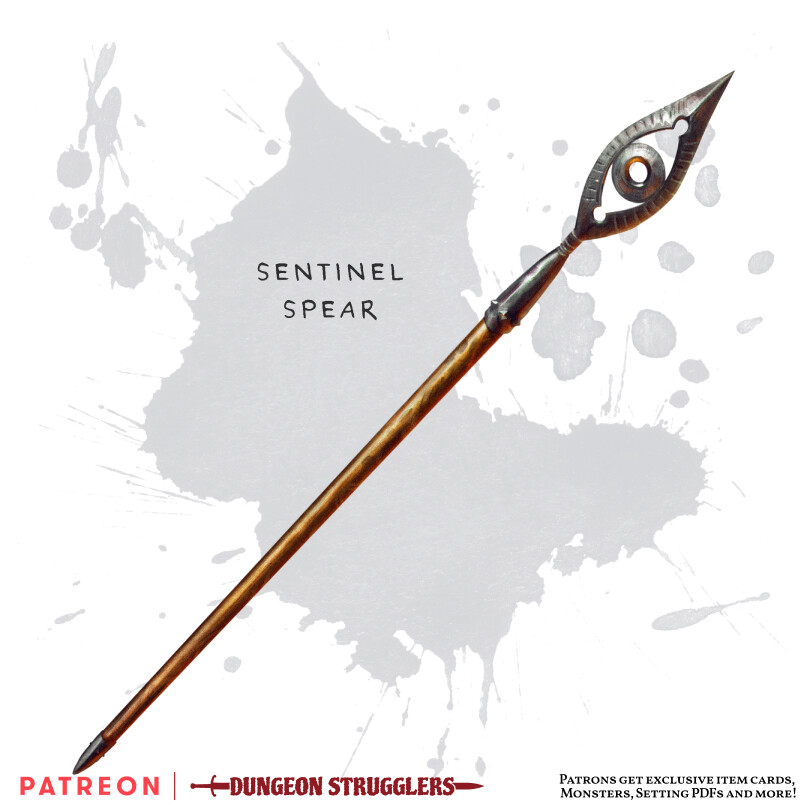 SENTINEL
SPEAR
PATREON | DUNGEON STRUGGLERS
PATRONS GET EXCLUSIVE ITEM CARDS,
MONSTERS, SETTING PDFS AND MORE!